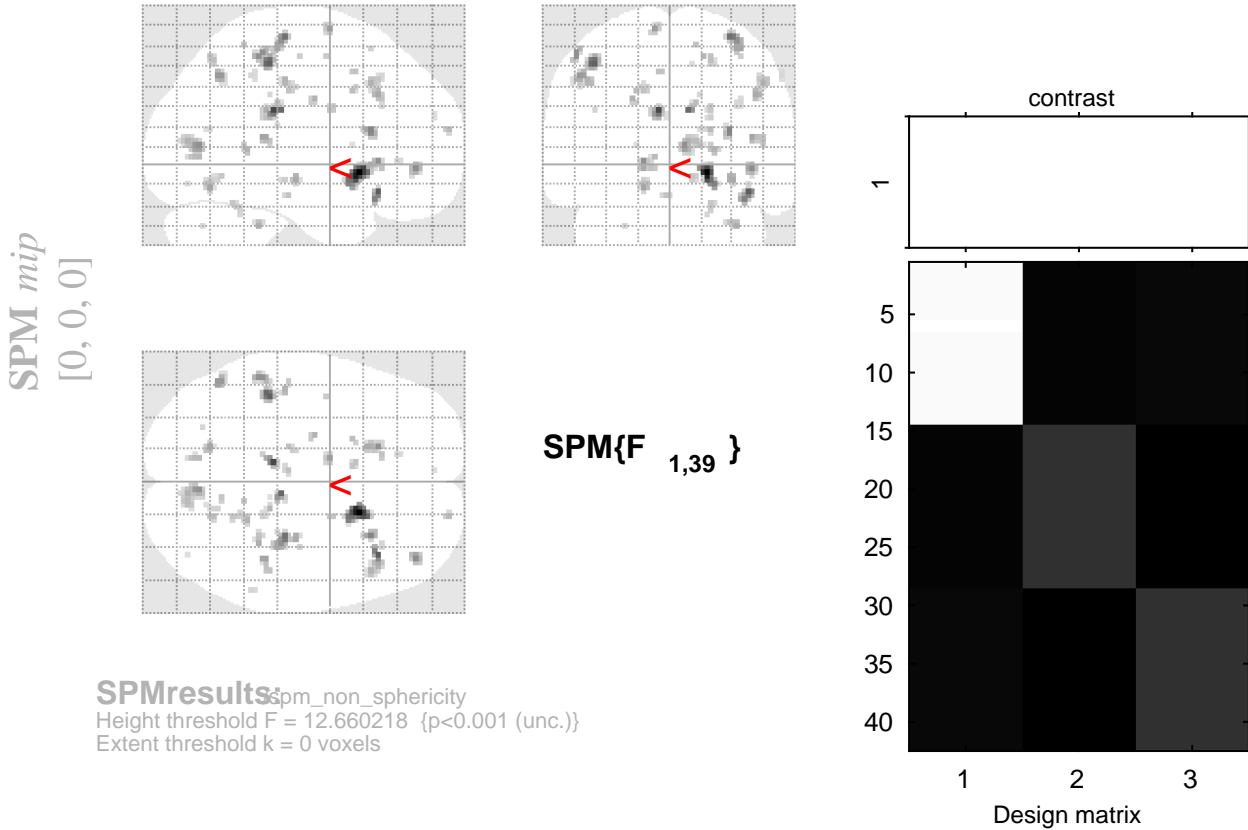 SPM mip
[0, 0, 0]
<
<
<
SPM{F 1,39 }
SPMresults: .\spm_non_sphericity
Height threshold F = 12.660218 {p<0.001 (unc.)}
Extent threshold k = 0 voxels
contrast
1
5
10
15
20
25
30
35
40
1 2 3
Design matrix